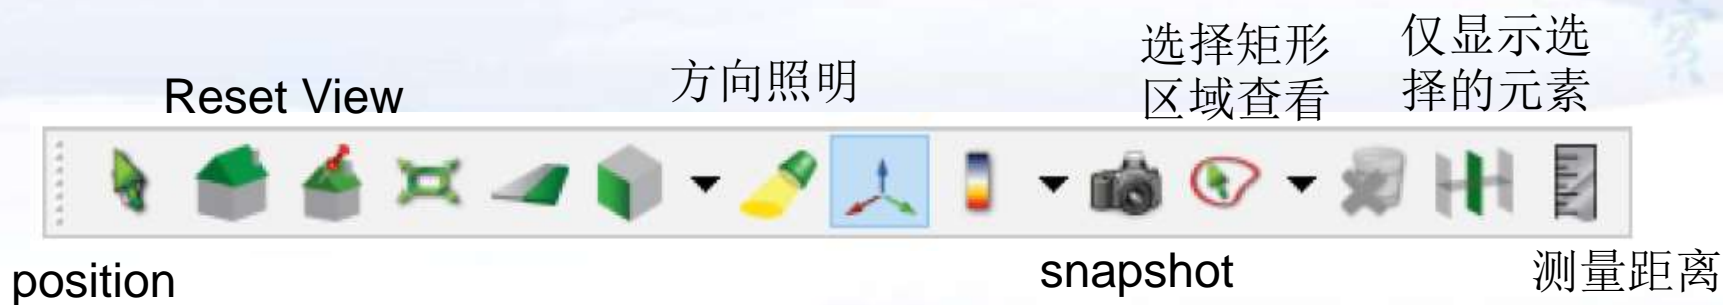 Reset View
方向照明
选择矩形
区域查看
仅显示选
择的元素
position
snapshot
测量距离